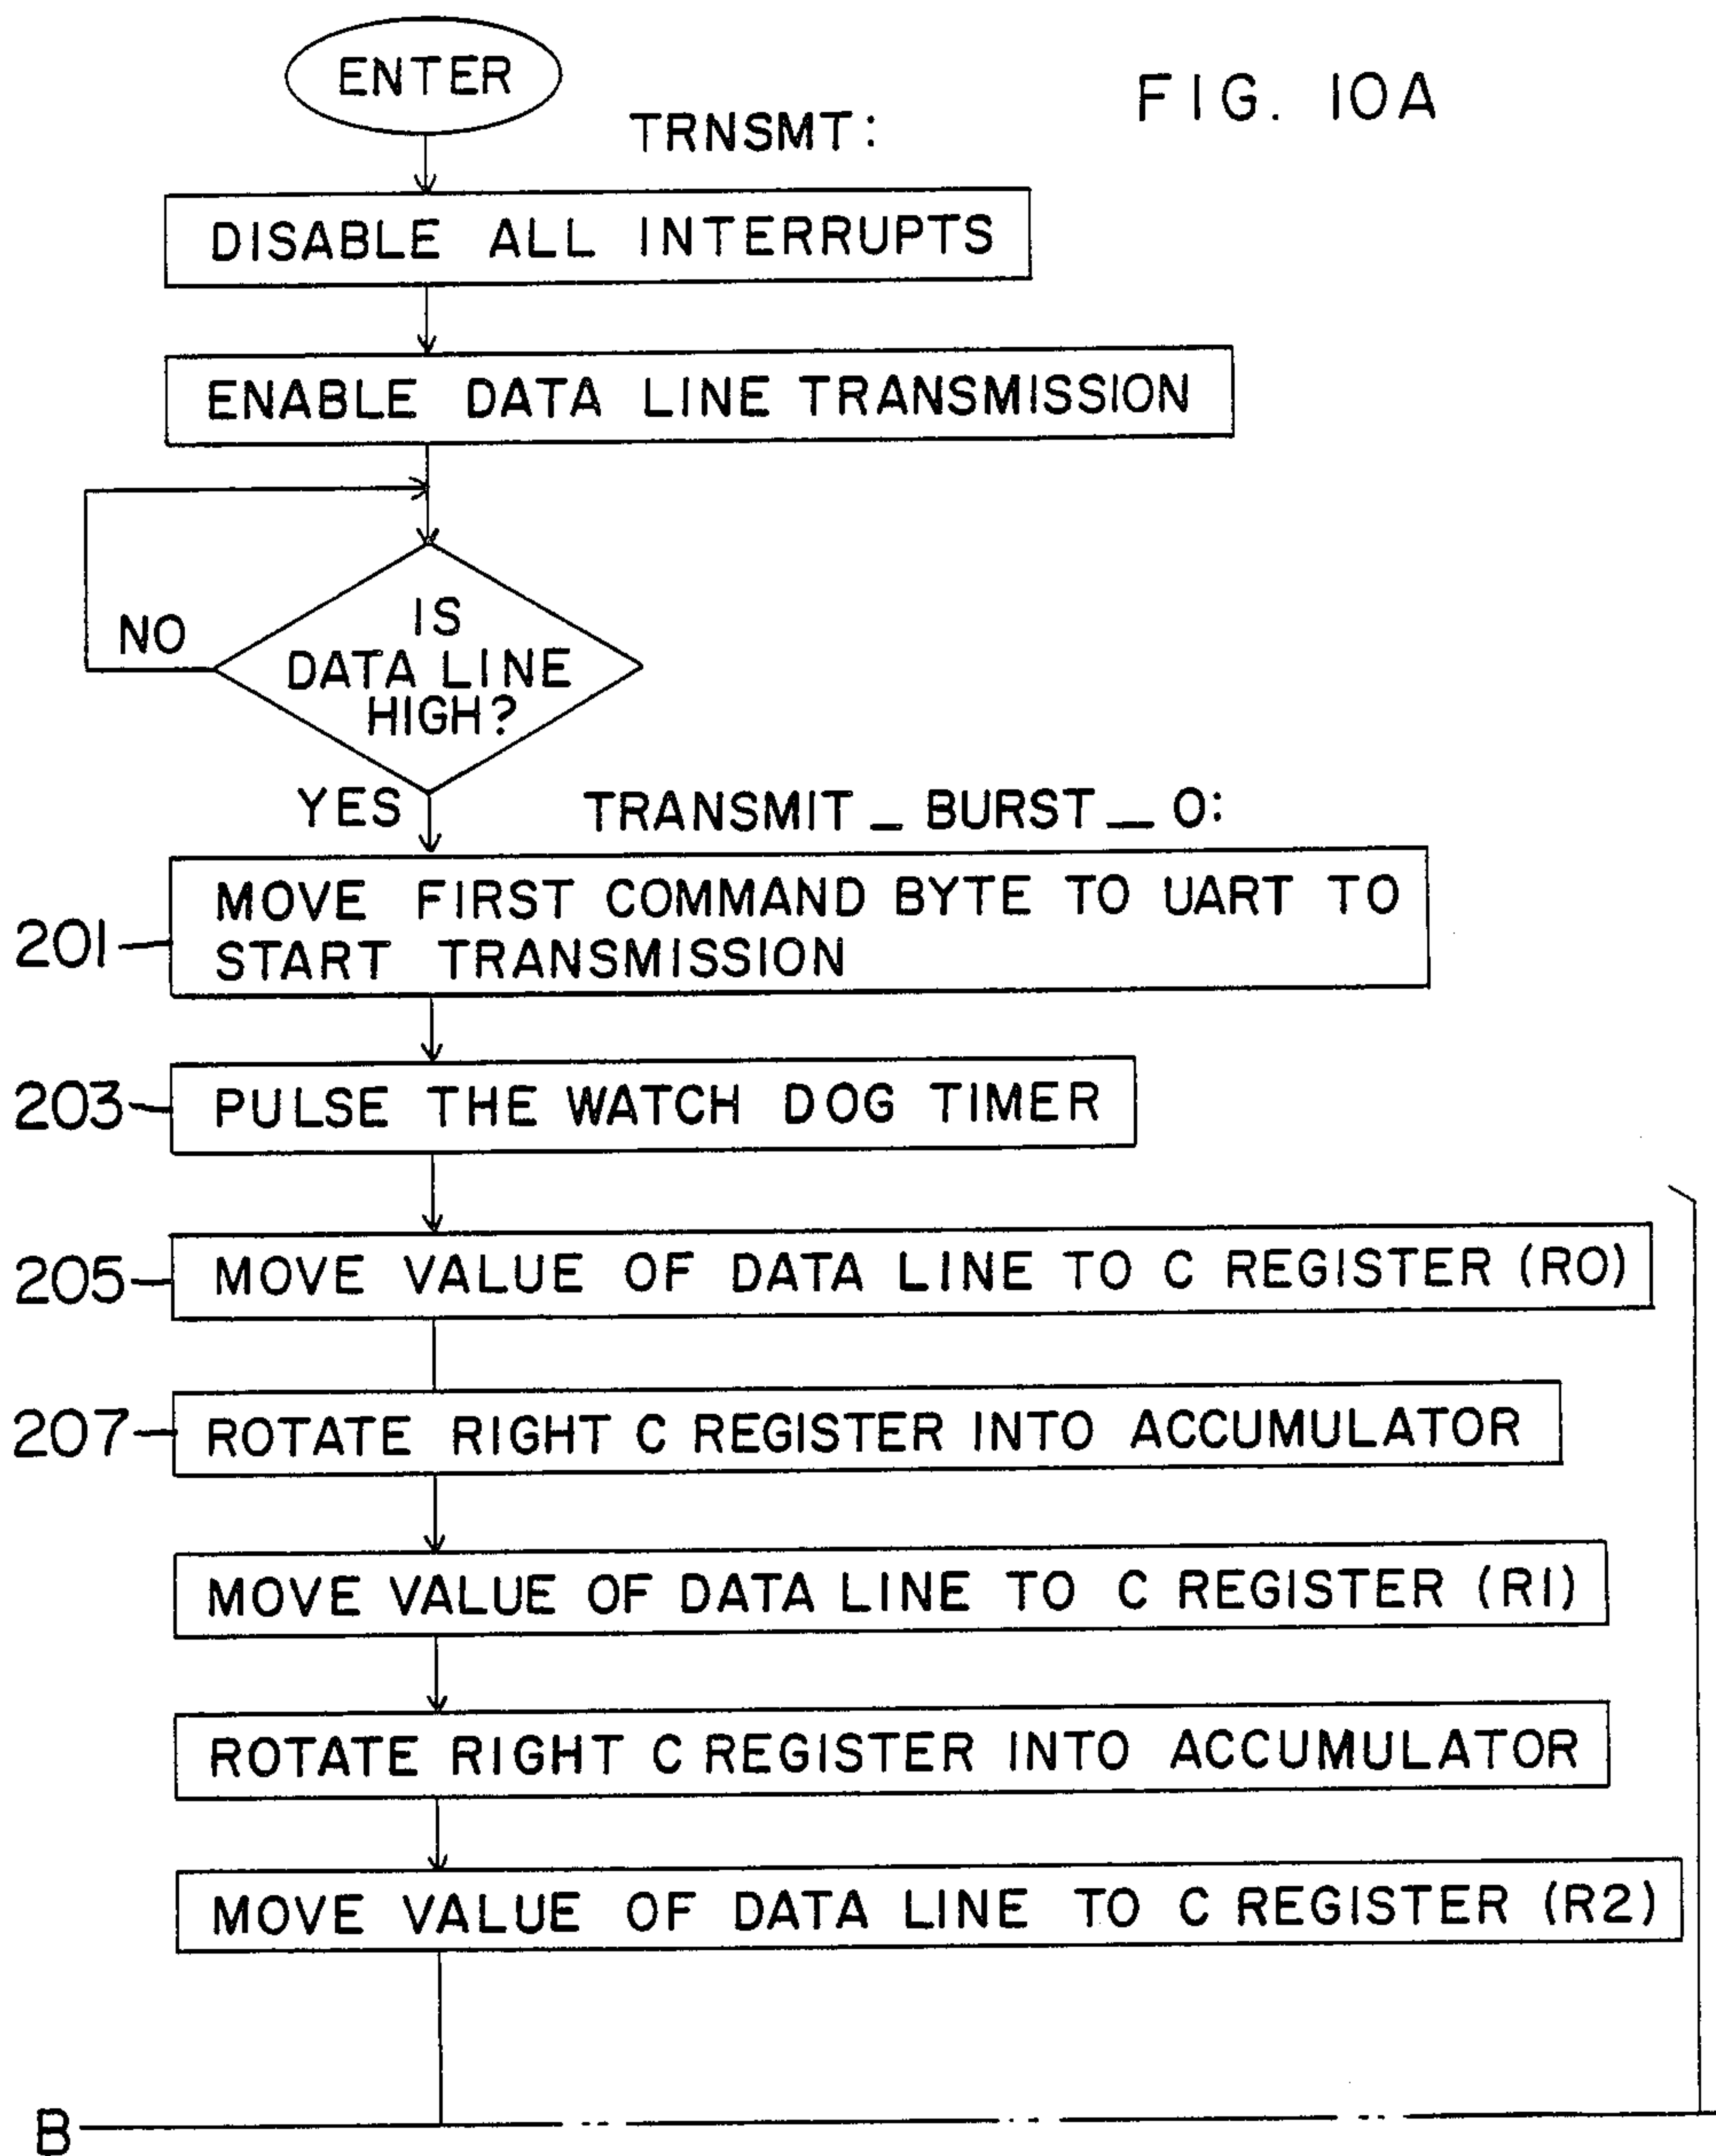 ENTER
FIG. 10A
TRNSMT:
DISABLE ALL INTERRUPTS
ENABLE DATA LINE TRANSMISSION
NO
IS
DATA LINE
HIGH?
YES
TRANSMIT_BURST_0:
201
MOVE FIRST COMMAND BYTE TO UART TO
START TRANSMISSION
203
PULSE THE WATCH DOG TIMER
205
MOVE VALUE OF DATA LINE TO C REGISTER (R0)
207
ROTATE RIGHT C REGISTER INTO ACCUMULATOR
MOVE VALUE OF DATA LINE TO C REGISTER (R1)
ROTATE RIGHT C REGISTER INTO ACCUMULATOR
MOVE VALUE OF DATA LINE TO C REGISTER (R2)
B